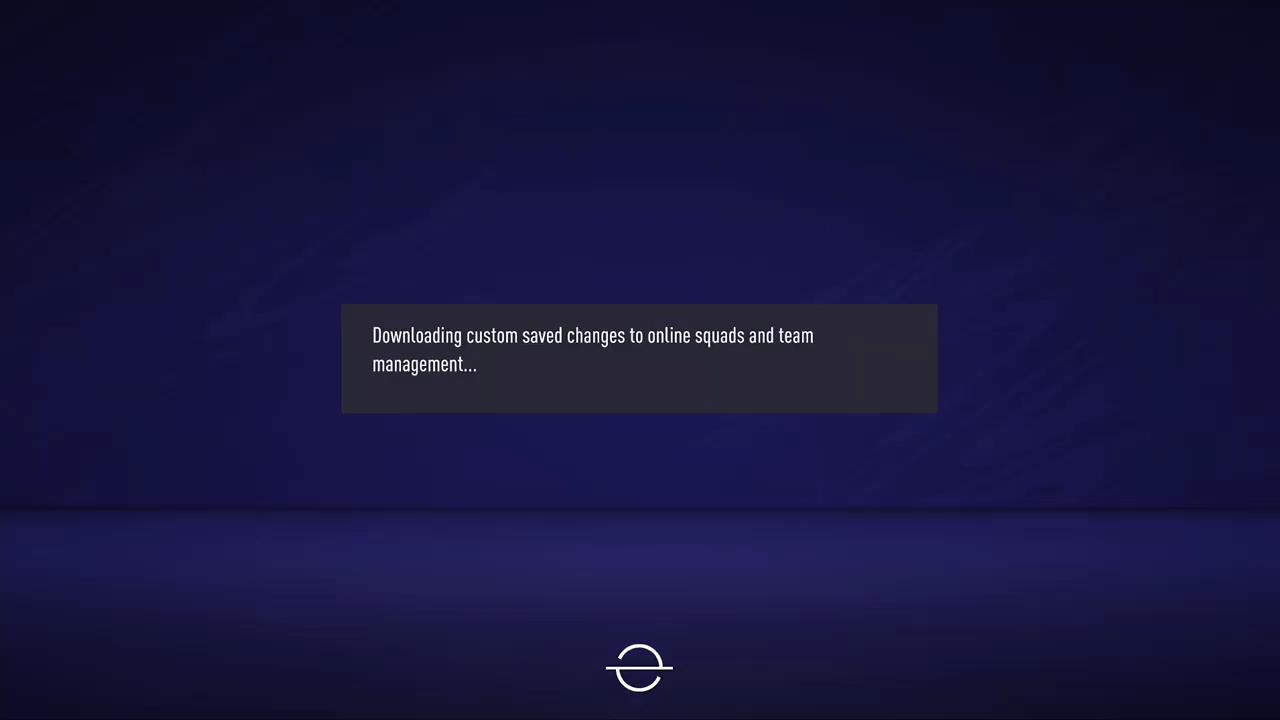 Downloading custom saved changes to online squads and team
management...